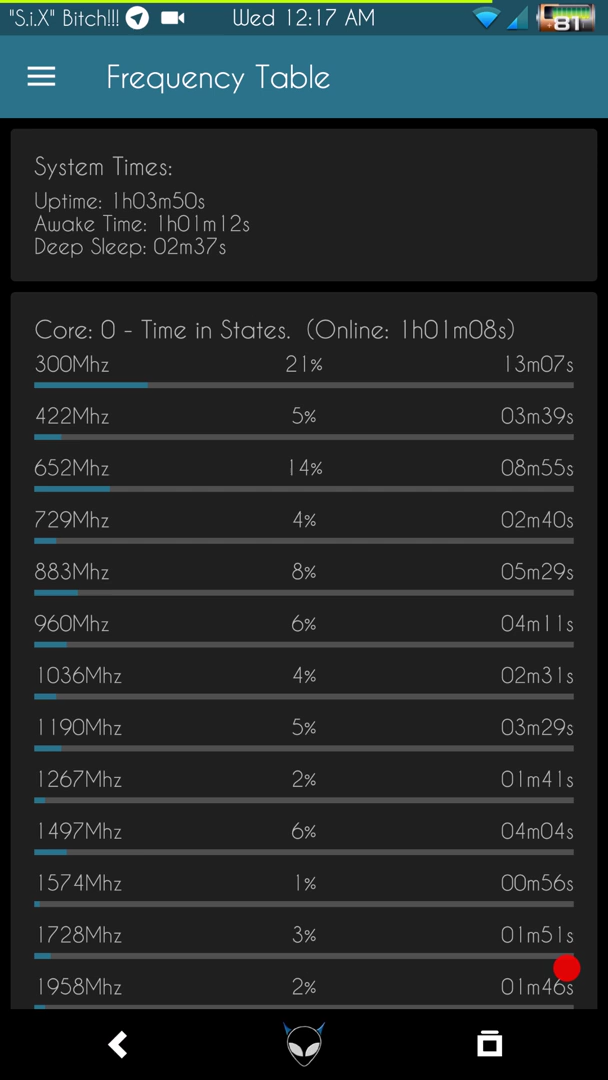 "S.i.X" Bitch!!! Wed 12:17 AM 81
Frequency Table
System Times:
Uptime: 1h03m50s
Awake Time: 1h01m12s
Deep Sleep: 02m37s
Core: 0 - Time in States. (Online: 1h01m08s)
300Mhz 21% 13m07s
422Mhz 5% 03m39s
652Mhz 14% 08m55s
729Mhz 4% 02m40s
883Mhz 8% 05m29s
960Mhz 6% 04m11s
1036Mhz 4% 02m31s
1190Mhz 5% 03m29s
1267Mhz 2% 01m41s
1497Mhz 6% 04m04s
1574Mhz 1% 00m56s
1728Mhz 3% 01m51s
1958Mhz 2% 01m46s